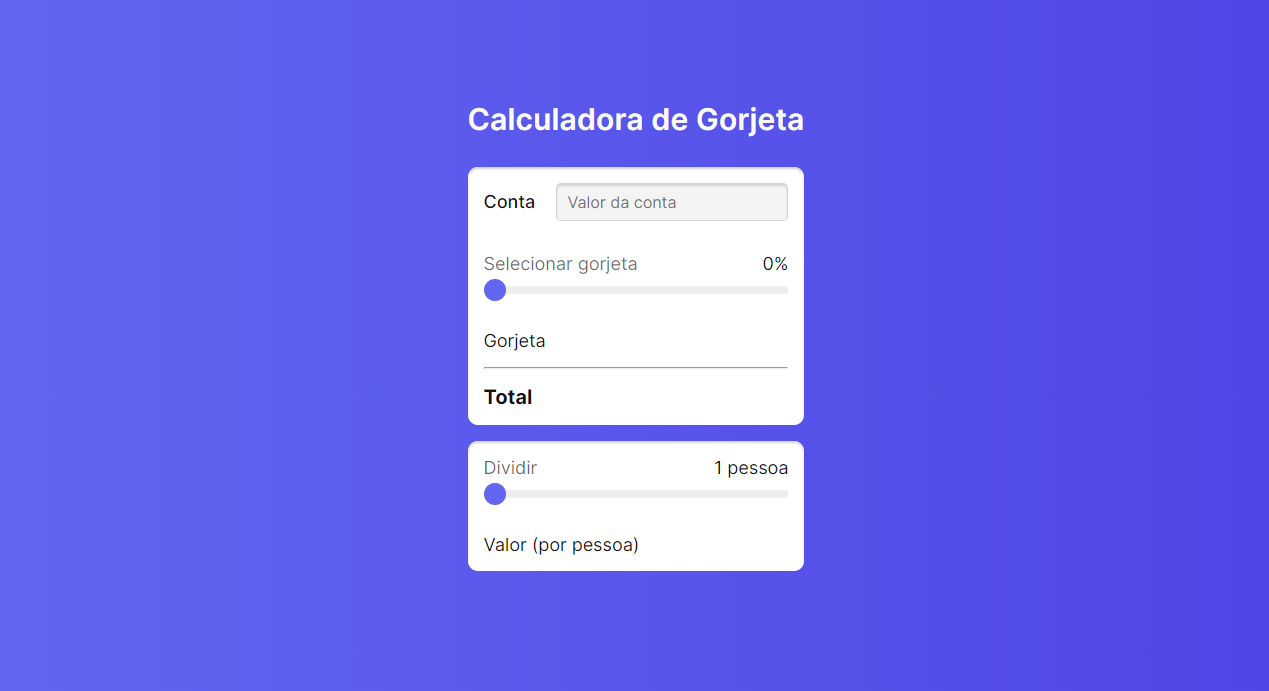 Calculadora de Gorjeta
Conta Valor da conta
Selecionar gorjeta 0%
Gorjeta
Total
Dividir 1 pessoa
Valor (por pessoa)